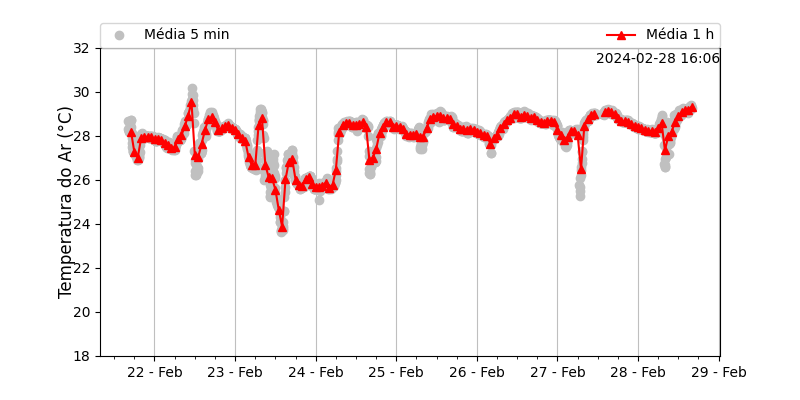 Média 5 min
Média 1 h
2024-02-28 16:06
Temperatura do Ar (°C)
32
30
28
26
24
22
20
18
22 - Feb
23 - Feb
24 - Feb
25 - Feb
26 - Feb
27 - Feb
28 - Feb
29 - Feb